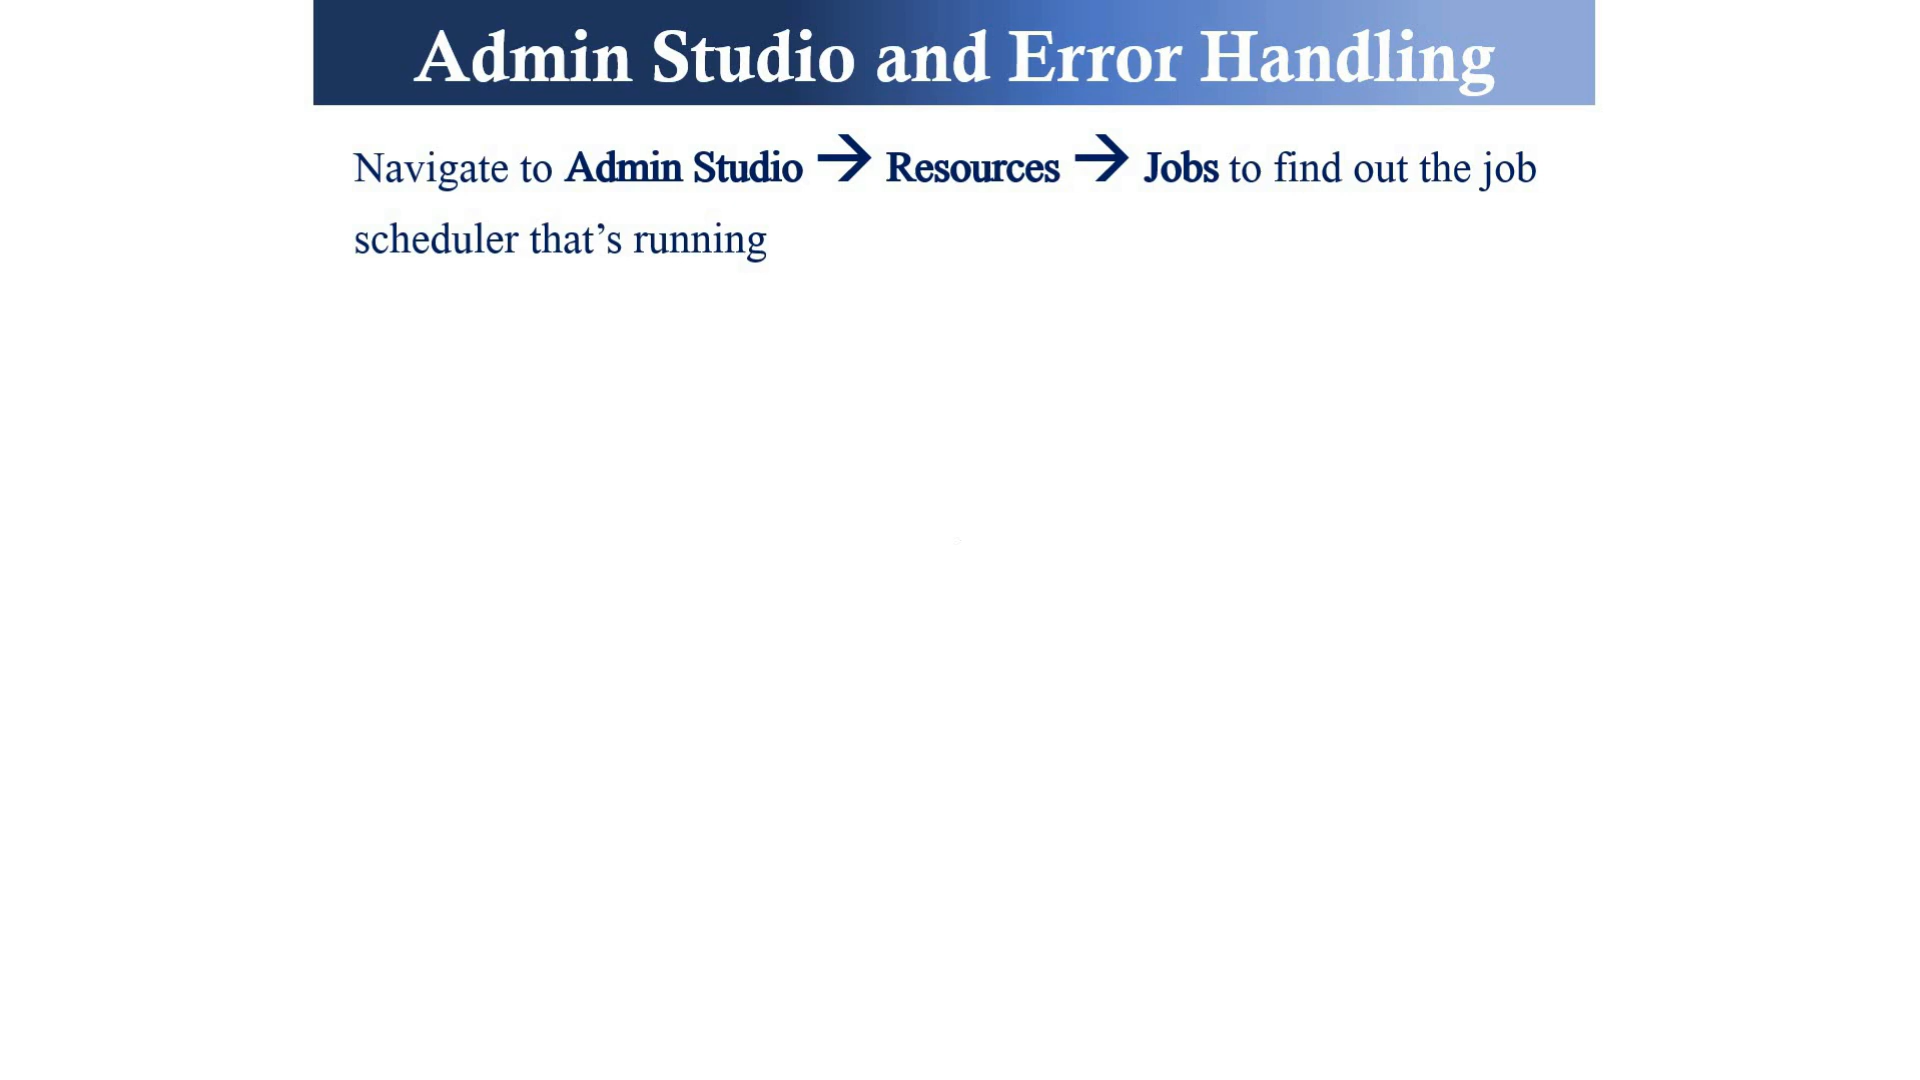 Admin Studio and Error Handling
Navigate to Admin Studio → Resources → Jobs to find out the job
scheduler that’s running